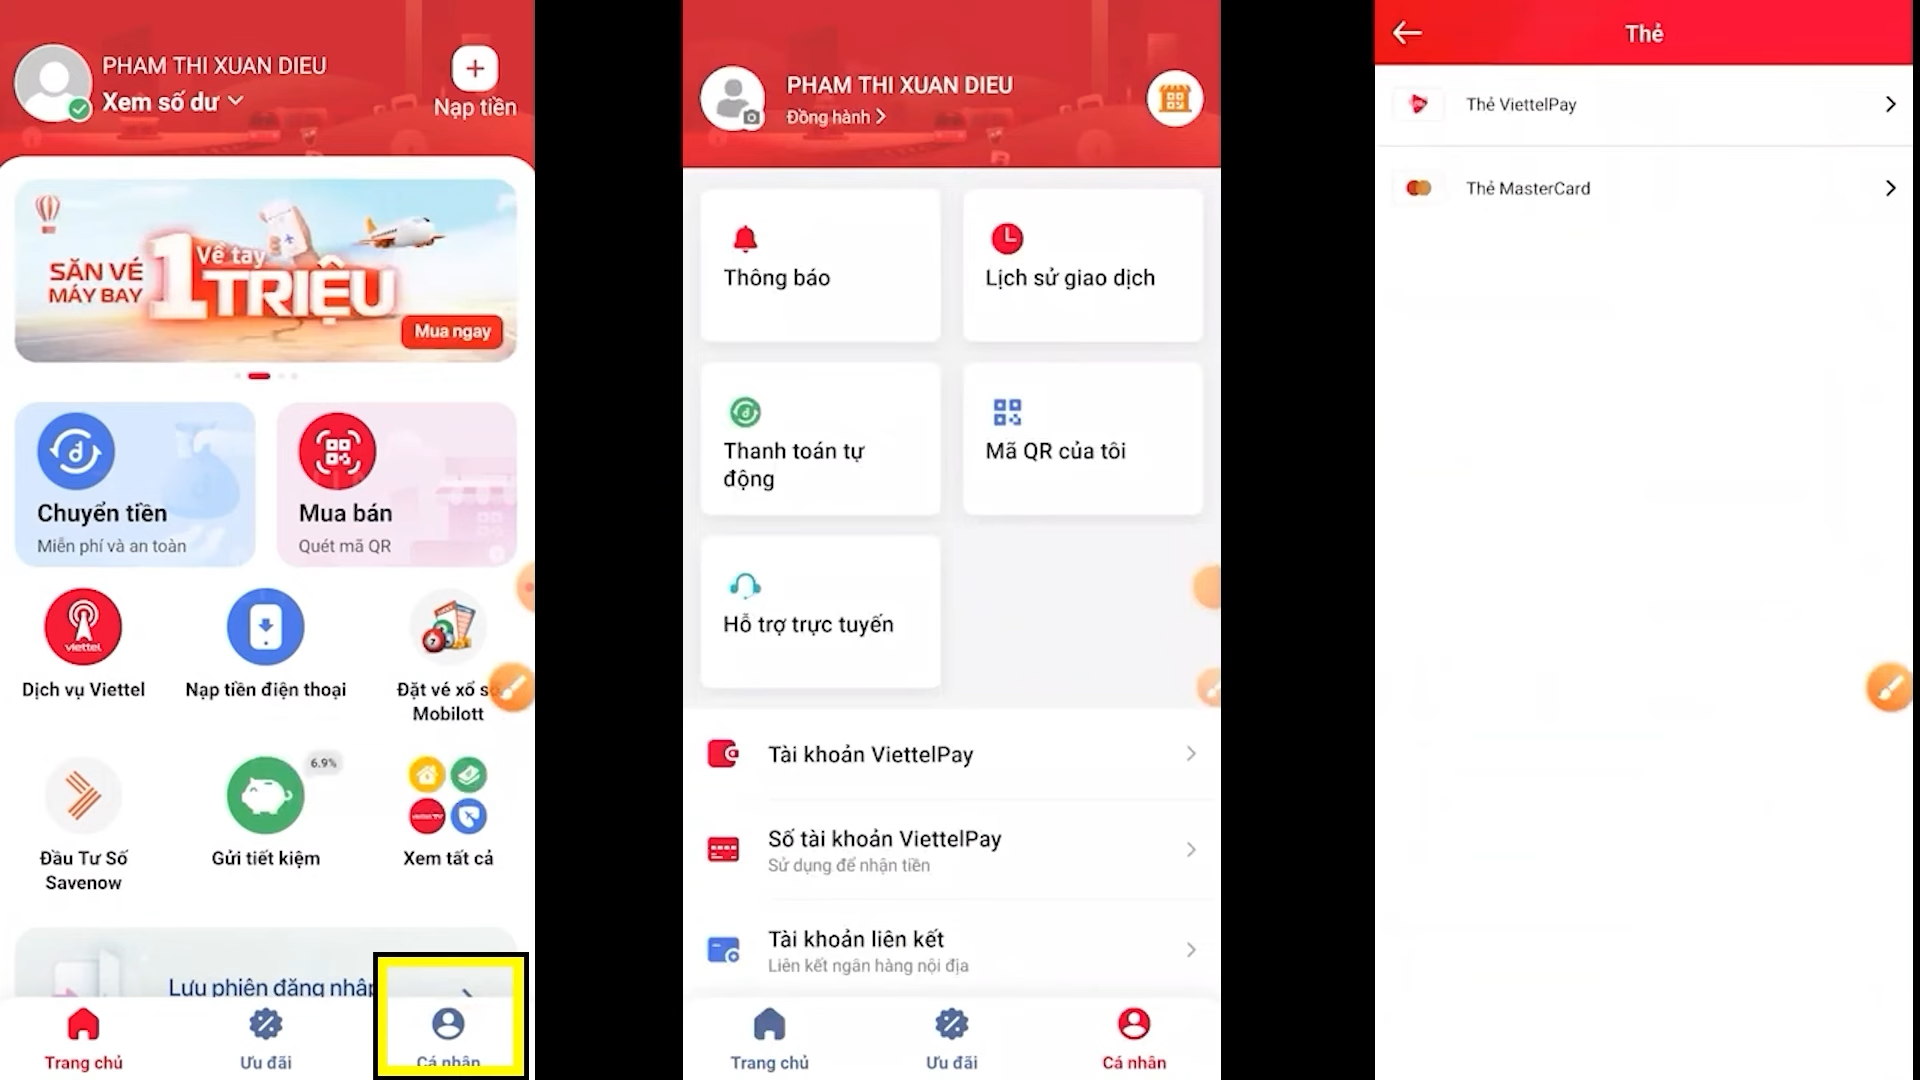 PHAM THI XUAN DIEU
Xem số dư
Nạp tiền
SĂN VÉ
MÁY BAY
Về tay
1 TRIỆU
Mua ngay
Chuyển tiền
Miễn phí và an toàn
Mua bán
Quét mã QR
viettel
Dịch vụ Viettel
Nạp tiền điện thoại
Đặt vé xổ số
Mobilott
6.9%
Đầu Tư Số
Savenow
Gửi tiết kiệm
Xem tất cả
Lưu phiên đăng nhập
Trang chủ
Ưu đãi
Cá nhân
PHAM THI XUAN DIEU
Đồng hành
Thông báo
Lịch sử giao dịch
Thanh toán tự
động
Mã QR của tôi
Hỗ trợ trực tuyến
Tài khoản ViettelPay
Số tài khoản ViettelPay
Sử dụng để nhận tiền
Tài khoản liên kết
Liên kết ngân hàng nội địa
Trang chủ
Ưu đãi
Cá nhân
Thẻ
Thẻ ViettelPay
Thẻ MasterCard